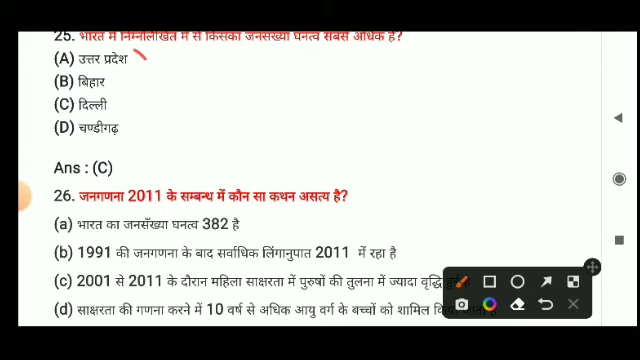 25. भारत में निम्नलिखित में से किसका जनसंख्या घनत्व सबसे अधिक है?
(A) उत्तर प्रदेश
(B) बिहार
(C) दिल्ली
(D) चण्डीगढ़
Ans : (C)
26. जनगणना 2011 के सम्बन्ध में कौन सा कथन असत्य है?
(a) भारत का जनसँख्या घनत्व 382 है
(b) 1991 की जनगणना के बाद सर्वाधिक लिंगानुपात 2011 में रहा है
(c) 2001 से 2011 के दौरान महिला साक्षरता में पुरुषों की तुलना में ज्यादा वृद्धि
(d) साक्षरता की गणना करने में 10 वर्ष से अधिक आयु वर्ग के बच्चों को शामिल